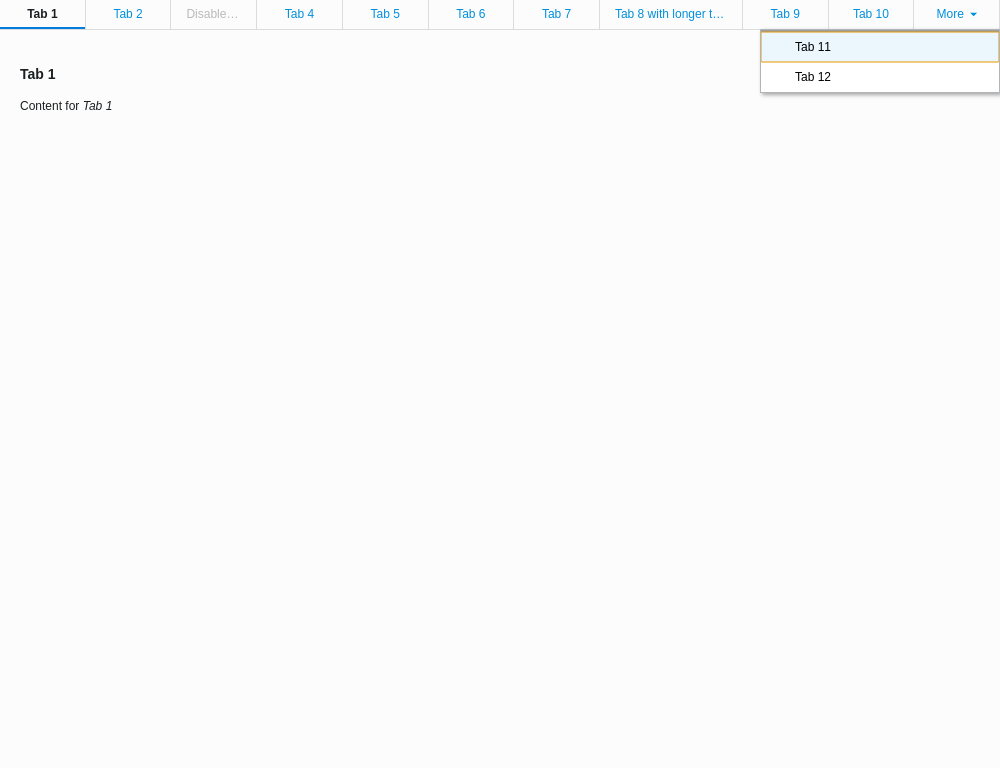 Tab 1 Tab 2 Disable… Tab 4 Tab 5 Tab 6 Tab 7 Tab 8 with longer t… Tab 9 Tab 10 More
Tab 11
Tab 12
Tab 1
Content for Tab 1